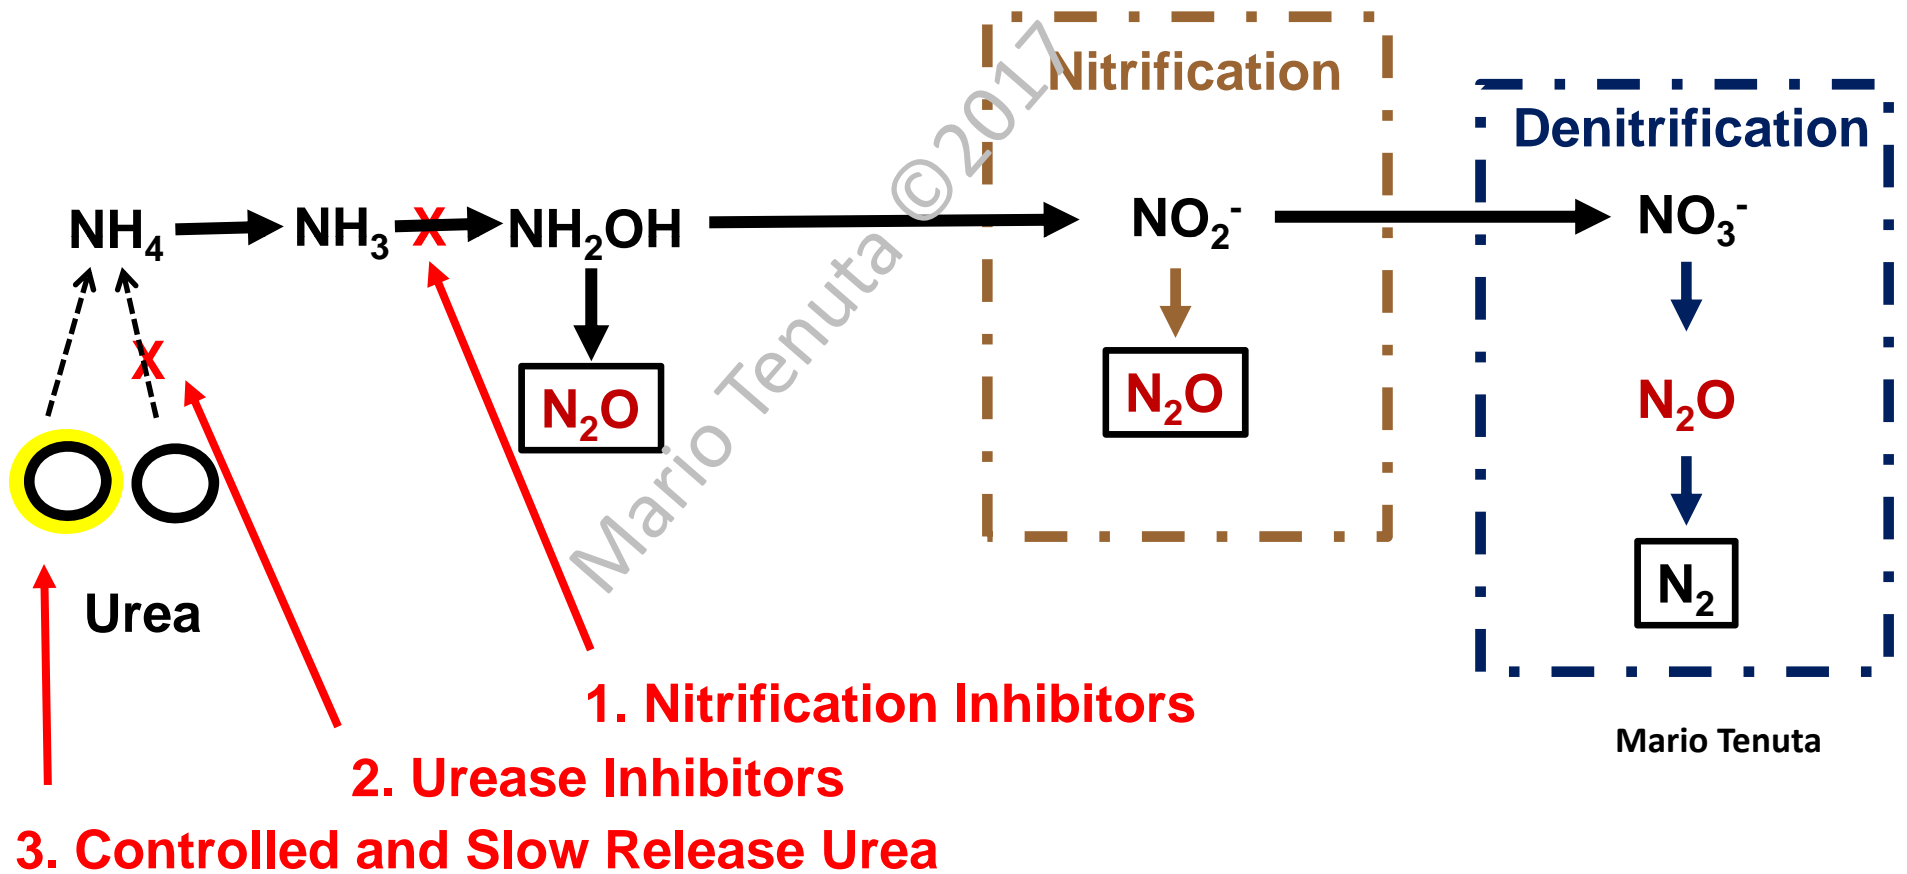 Nitrification
Denitrification
NH₄
NH₃
X
NH₂OH
NO₂⁻
NO₃⁻
X
N₂O
N₂O
N₂O
N₂
Urea
1. Nitrification Inhibitors
2. Urease Inhibitors
3. Controlled and Slow Release Urea
Mario Tenuta
Mario Tenuta ©2017